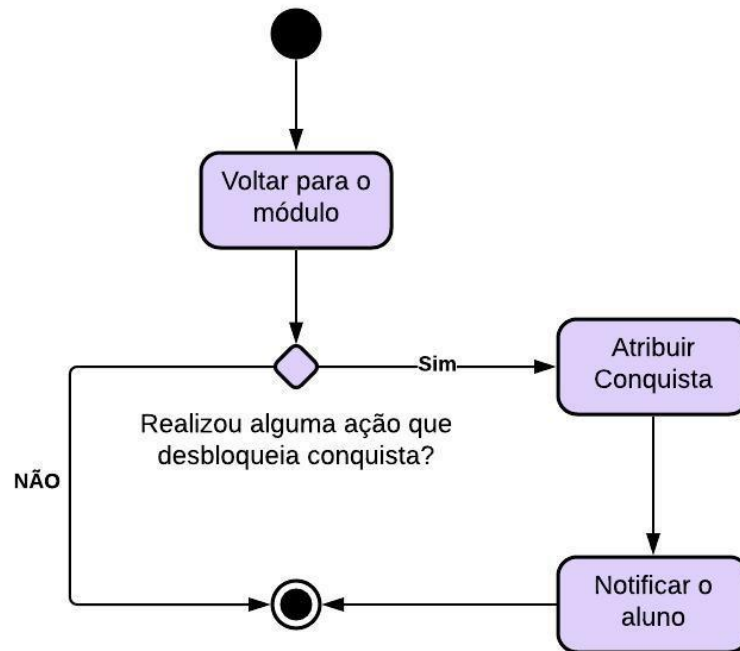 Voltar para o
módulo
Sim
Atribuir
Conquista
Realizou alguma ação que
desbloqueia conquista?
NÃO
Notificar o
aluno